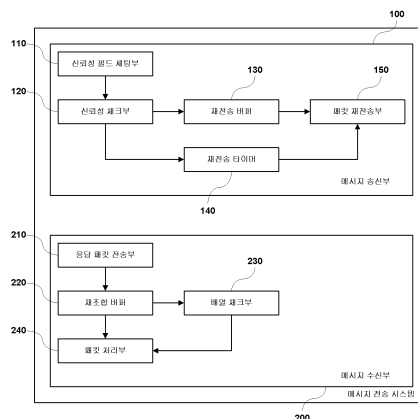 100
110
신뢰성 필드 세팅부
130
150
120
신뢰성 체크부
재전송 버퍼
패킷 재전송부
재전송 타이머
140
메시지 송신부
210
응답 패킷 전송부
230
220
재조합 버퍼
배열 체크부
240
패킷 처리부
메시지 수신부
메시지 전송 시스템
200